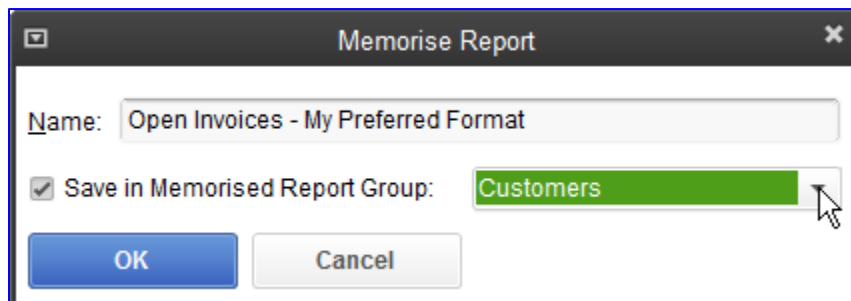 Memorise Report
Name: Open Invoices - My Preferred Format
Save in Memorised Report Group: Customers
OK Cancel